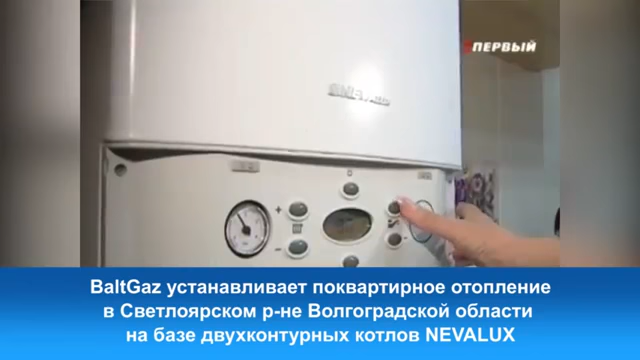 ПЕРВЫЙ
BaltGaz устанавливает поквартирное отопление
в Светлоярском р-не Волгоградской области
на базе двухконтурных котлов NEVALUX